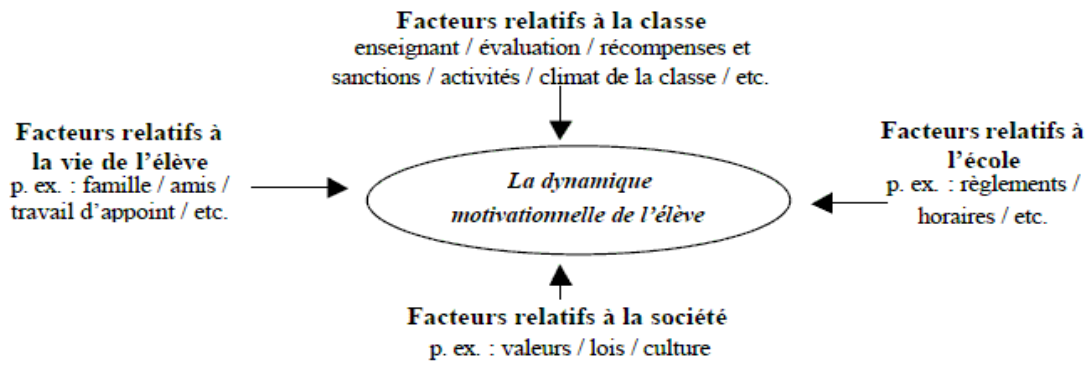 Facteurs relatifs à la classe
enseignant / évaluation / récompenses et
sanctions / activités / climat de la classe / etc.
Facteurs relatifs à
la vie de l'élève
p. ex. : famille / amis /
travail d'appoint / etc.
La dynamique
motivationnelle de l'élève
Facteurs relatifs à
l'école
p. ex. : règlements /
horaires / etc.
Facteurs relatifs à la société
p. ex. : valeurs / lois / culture